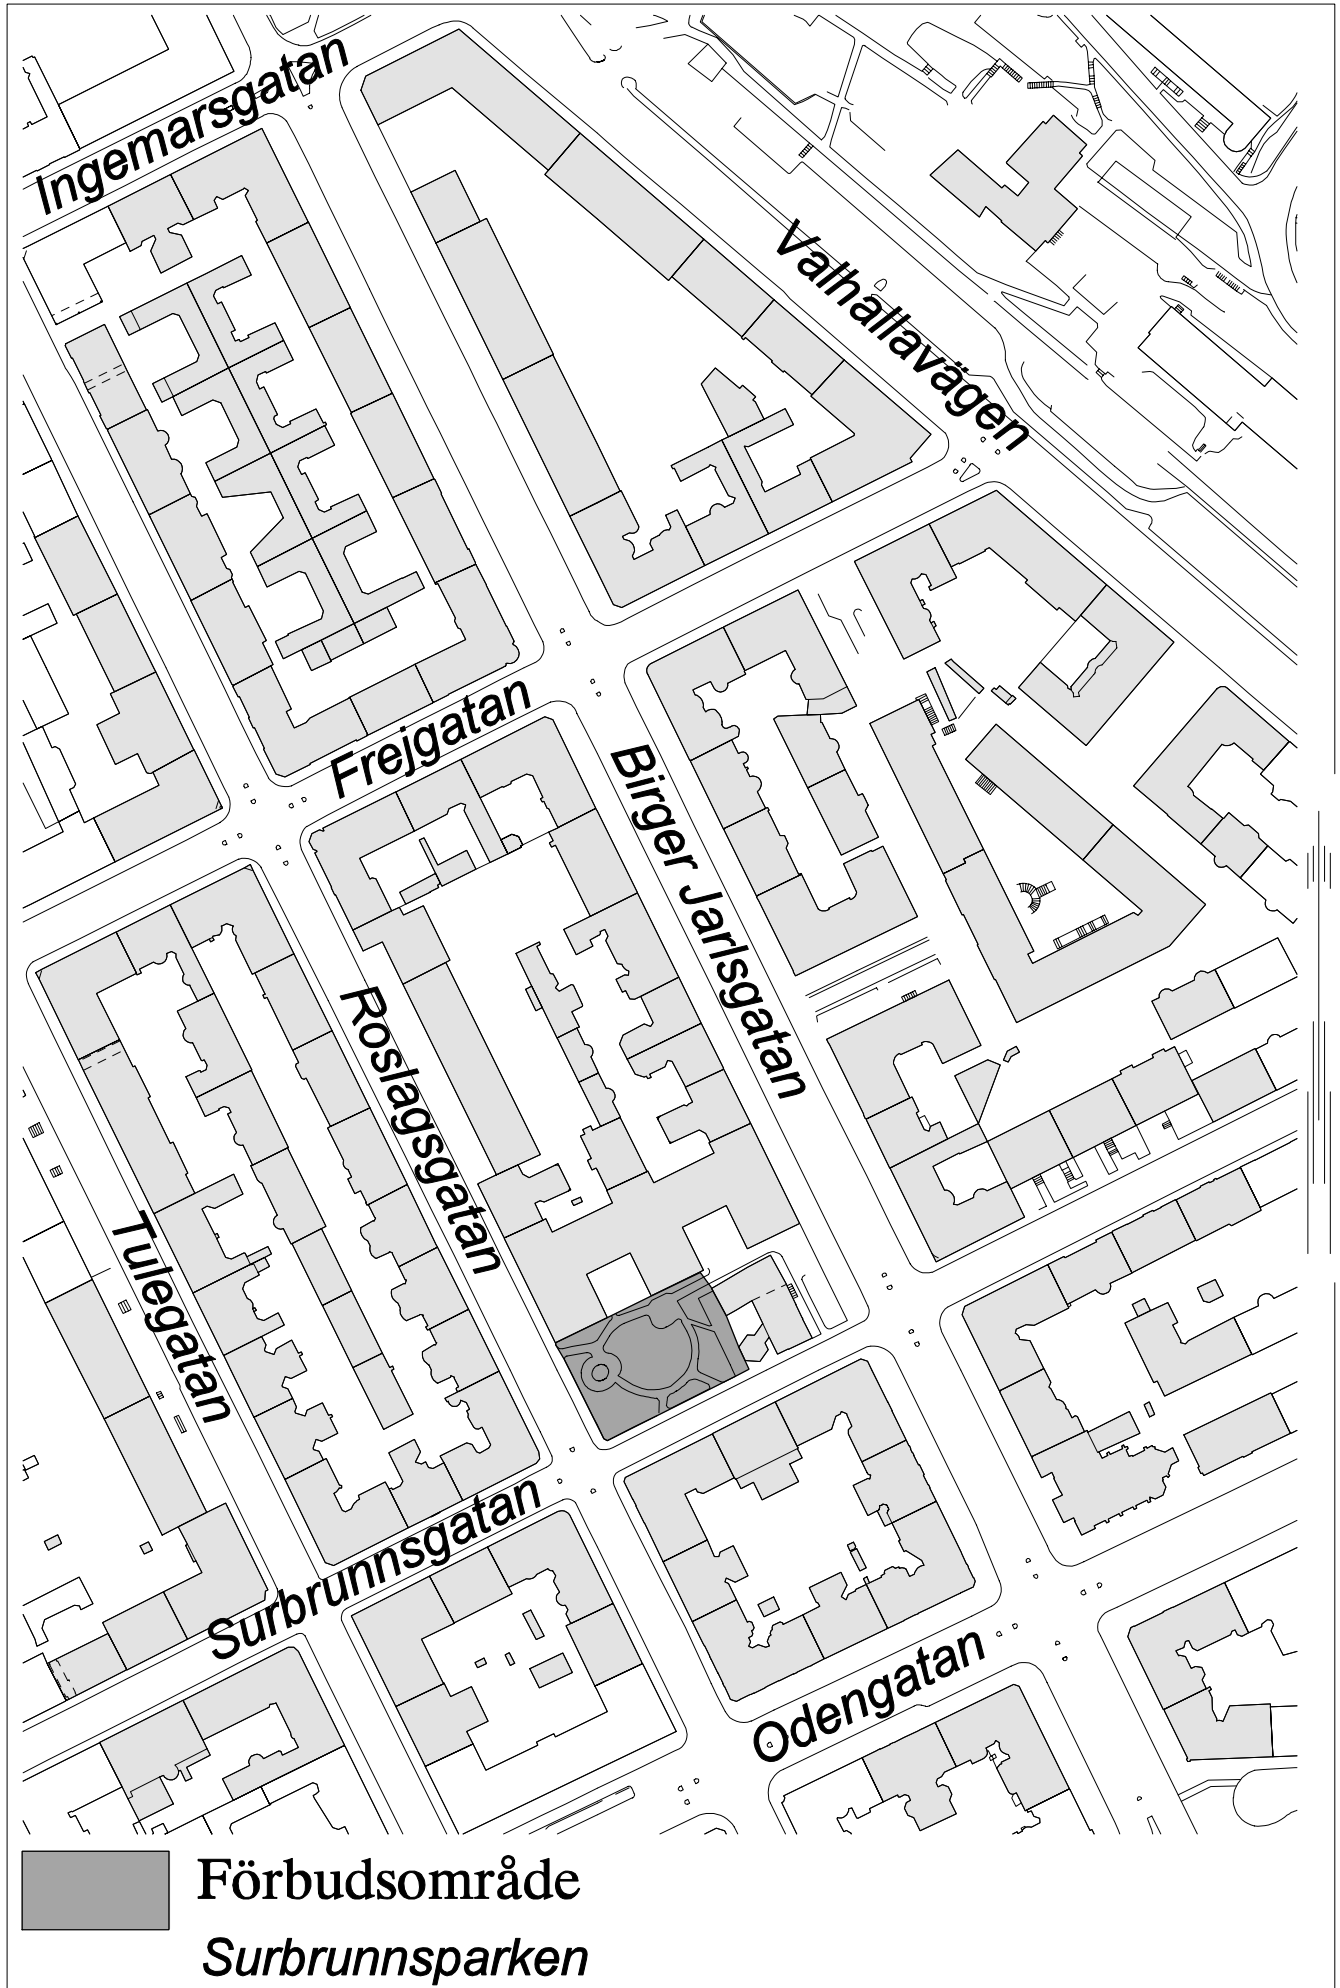 Ingemarsgatan
Valhallavägen
Frejgatan
Birger Jarlsgatan
Roslagsgatan
Tulegatan
Surbrunnsgatan
Odengatan
Förbudsområde
Surbrunnsparken